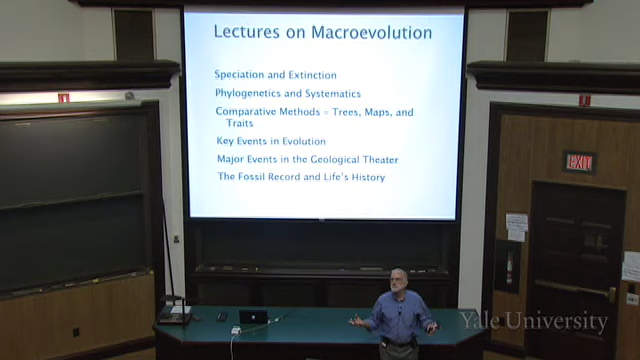 Lectures on Macroevolution
Speciation and Extinction
Phylogenetics and Systematics
Comparative Methods = Trees, Maps, and
Traits
Key Events in Evolution
Major Events in the Geological Theater
The Fossil Record and Life's History
EXIT
Yale University